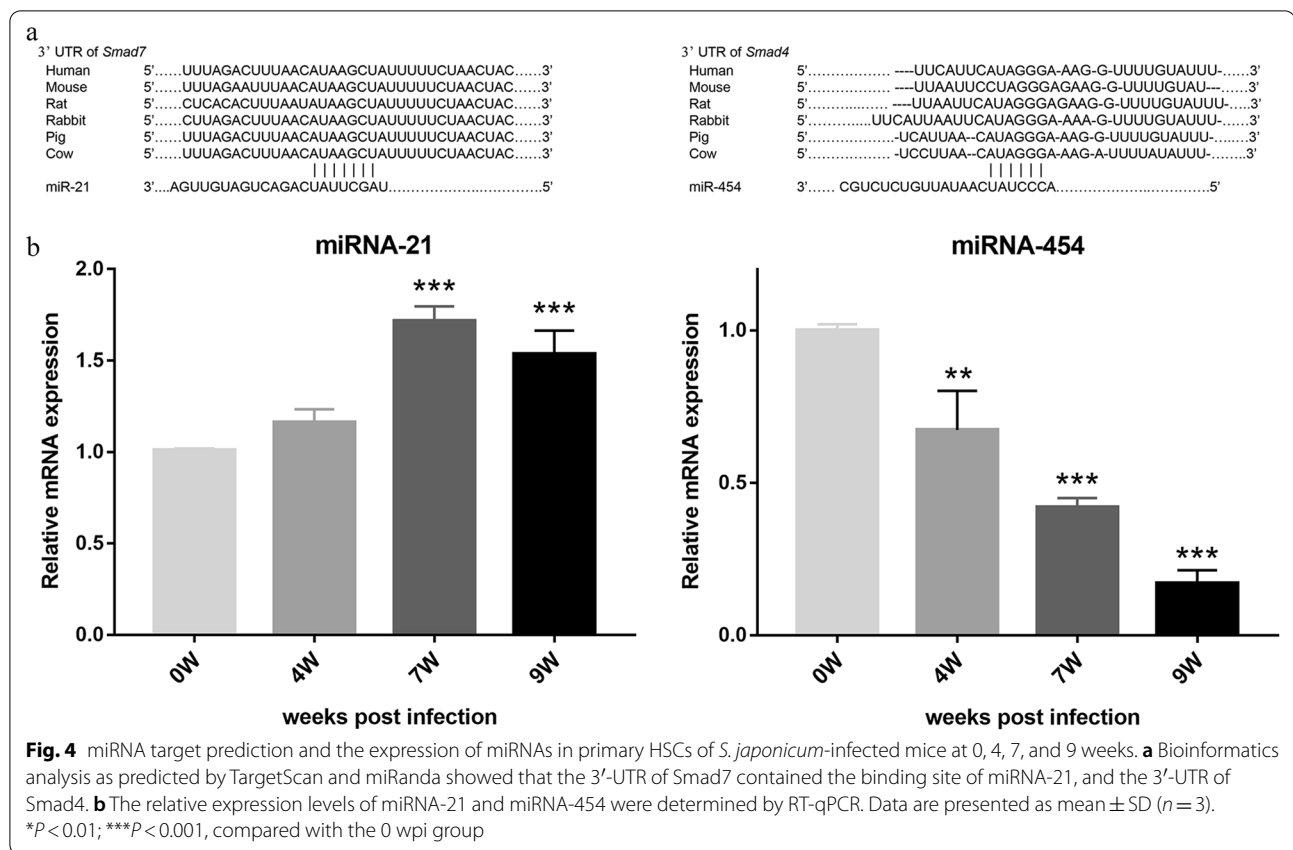 a
3’ UTR of Smad7
Human 5’......UUUAGACUUUAACAUAAGCUAUUUUUCUAACUAC......3’
Mouse 5’......UUUAGAAUUUAACAUAAGCUAUUUUUCUAACUAC......3’
Rat 5’......CUCACACUUUAAUAUAAGCUAUUUUUCUAACUAC......3’
Rabbit 5’......CUUAGACUUUAACAUAAGCUAUUUUUCUAACUAC......3’
Pig 5’......UUUAGACUUUAACAUAAGCUAUUUUUCUAACUAC......3’
Cow 5’......UUUAGACUUUAACAUAAGCUAUUUUUCUAACUAC......3’
| | | | | | |
miR-21 3’....AGUUGUAGUCAGACUAUUCGAU..................................5’
3’ UTR of Smad4
Human 5’.................. ----UUCAUUCAUAGGGA-AAG-G-UUUUGUAUUU-......3’
Mouse 5’.................. ----UUAAUUCCUAGGGAGAAG-G-UUUUGUAU---......3’
Rat 5’.................. ----UUAAUUCAUAGGGAGAAG-G-UUUUGUAUUU-.....3’
Rabbit 5’...............UUCAUUAAUUCAUAGGGA-AAA-G-UUUUGUAUUU-......3’
Pig 5’.................. -UCAUUAA--CAUAGGGA-AAG-G-UUUUGUAUUU-.......3’
Cow 5’.................. -UCCUUAA--CAUAGGGA-AAG-A-UUUUAUAUUU-........3’
| | | | | |
miR-454 3’...... CGUCUCUGUUAUAACUAUCCCA..................................5’
b
miRNA-21
Relative mRNA expression
2.0
1.5
1.0
0.5
0.0
***
***
0W
4W
7W
9W
weeks post infection
miRNA-454
Relative mRNA expression
1.0
0.5
0.0
**
***
***
0W
4W
7W
9W
weeks post infection
Fig. 4 miRNA target prediction and the expression of miRNAs in primary HSCs of S. japonicum-infected mice at 0, 4, 7, and 9 weeks. a Bioinformatics
analysis as predicted by TargetScan and miRanda showed that the 3′-UTR of Smad7 contained the binding site of miRNA-21, and the 3′-UTR of
Smad4. b The relative expression levels of miRNA-21 and miRNA-454 were determined by RT-qPCR. Data are presented as mean ± SD (n = 3).
*P < 0.01; ***P < 0.001, compared with the 0 wpi group